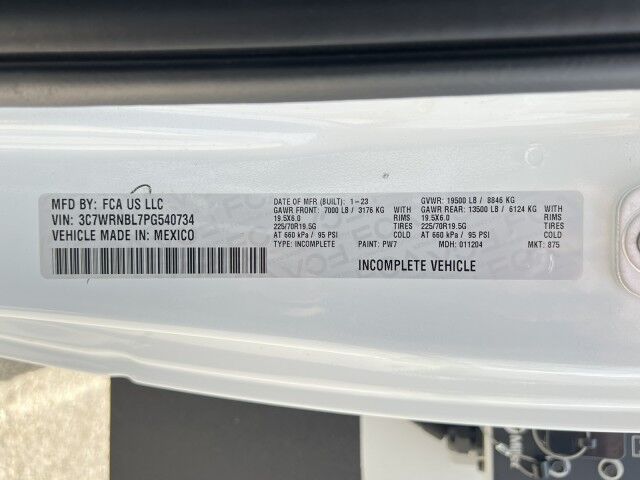 MFD BY: FCA US LLC
VIN: 3C7WRNBL7PG540734
VEHICLE MADE IN: MEXICO
DATE OF MFR (BUILT): 1-23 GVWR: 19500 LB / 8846 KG
GAWR FRONT: 7000 LB / 3176 KG WITH GAWR REAR: 13500 LB / 6124 KG WITH
19.5X6.0 RIMS 19.5X6.0 RIMS
225/70R19.5G TIRES 225/70R19.5G TIRES
AT 660 kPa / 95 PSI COLD AT 660 kPa / 95 PSI COLD
TYPE: INCOMPLETE PAINT: PW7 MDH: 011204 MKT: 875
INCOMPLETE VEHICLE